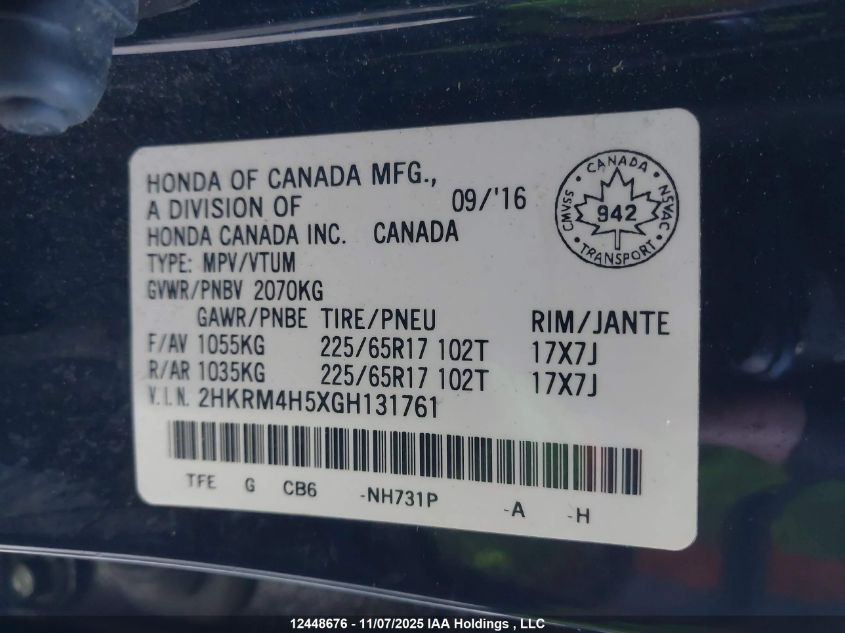 HONDA OF CANADA MFG.,
A DIVISION OF 09/'16
HONDA CANADA INC. CANADA
TYPE: MPV/VTUM
GVWR/PNBV 2070KG
GAWR/PNBE TIRE/PNEU RIM/JANTE
F/AV 1055KG 225/65R17 102T 17X7J
R/AR 1035KG 225/65R17 102T 17X7J
V.I.N. 2HKRM4H5XGH131761
TFE G CB6 -NH731P -A -H
CANADA
CMVSS 942 NSVAC
TRANSPORT
12448676 - 11/07/2025 IAA Holdings , LLC